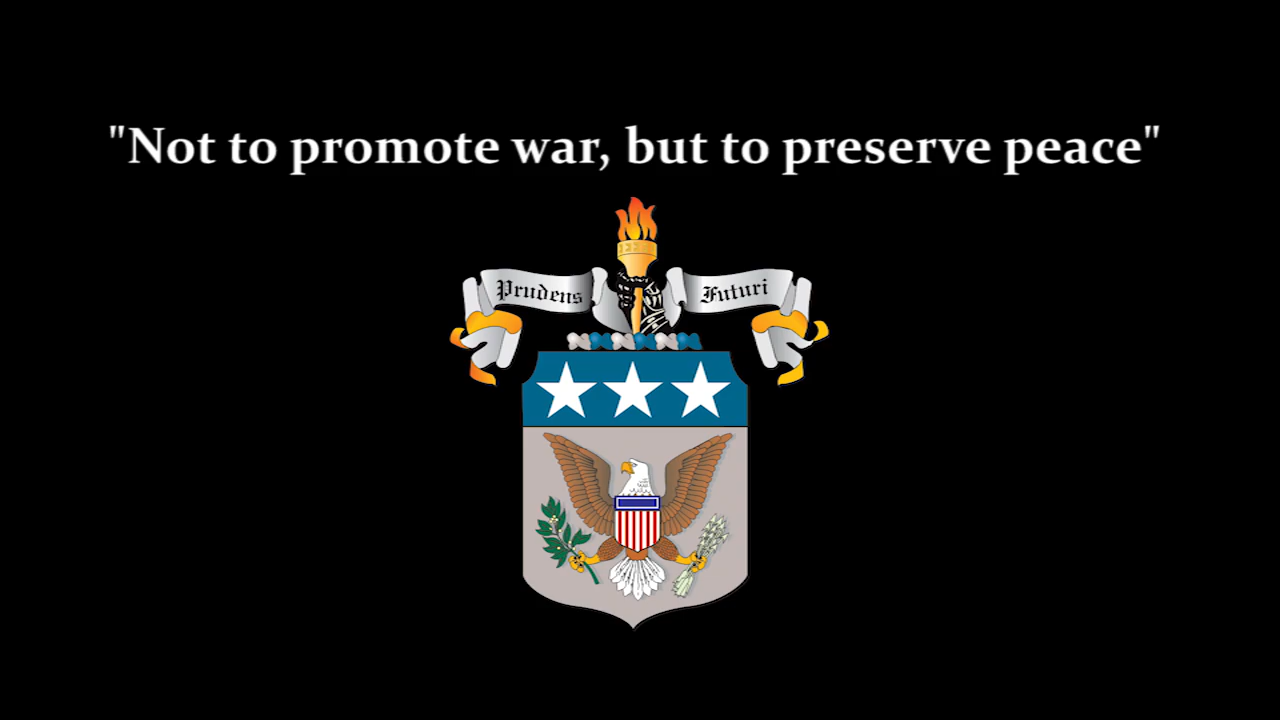 "Not to promote war, but to preserve peace"
Prudens Futuri